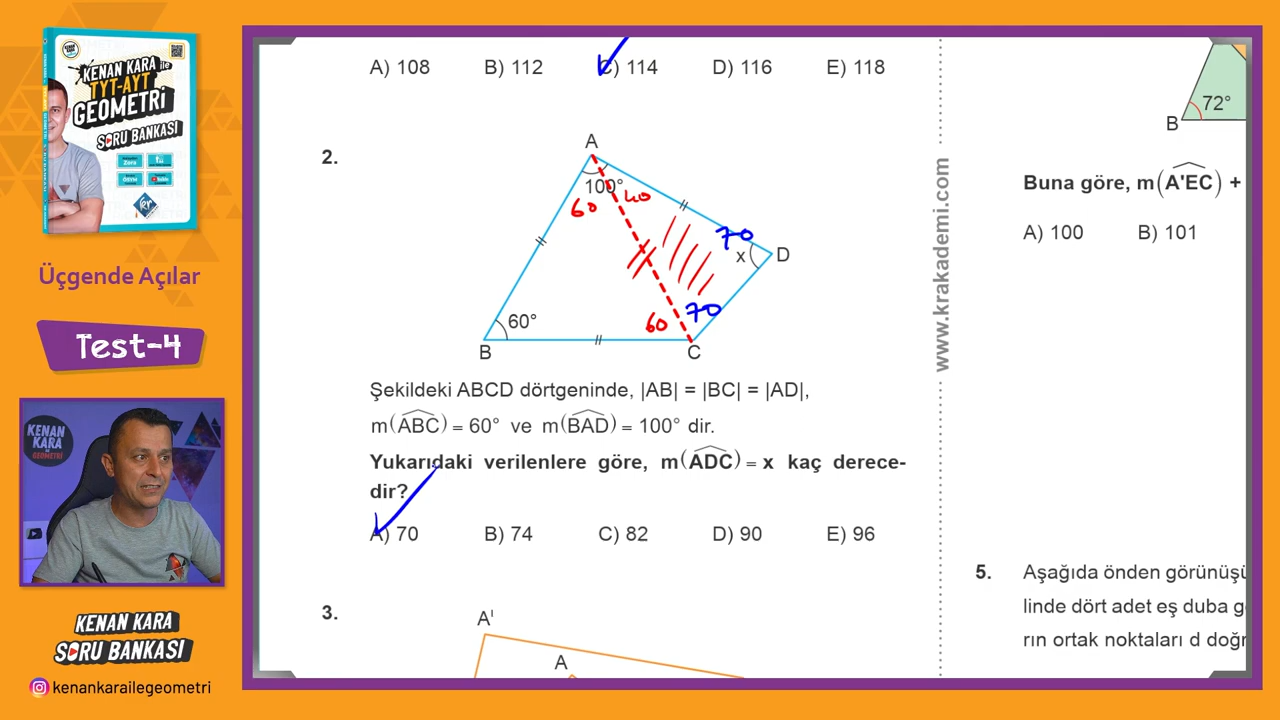 KENAN KARA ile
TYT-AYT
GEOMETRİ
SORU BANKASI
Üçgende Açılar
Test-4
KENAN
KARA
GEOMETRİ
KENAN KARA
SORU BANKASI
kenankarailegeometri
A) 108 B) 112 C) 114 D) 116 E) 118
2.
A
100°
60 40
70
x D
60° 60 70
B C
Şekildeki ABCD dörtgeninde, |AB| = |BC| = |AD|,
m(ABC) = 60° ve m(BAD) = 100° dir.
Yukarıdaki verilenlere göre, m(ADC) = x kaç derece-
dir?
A) 70 B) 74 C) 82 D) 90 E) 96
3.
A'
A
www.krakademi.com
72°
B
Buna göre, m(A'EC) +
A) 100 B) 101
5. Aşağıda önden görünüşü
linde dört adet eş duba
rın ortak noktaları d